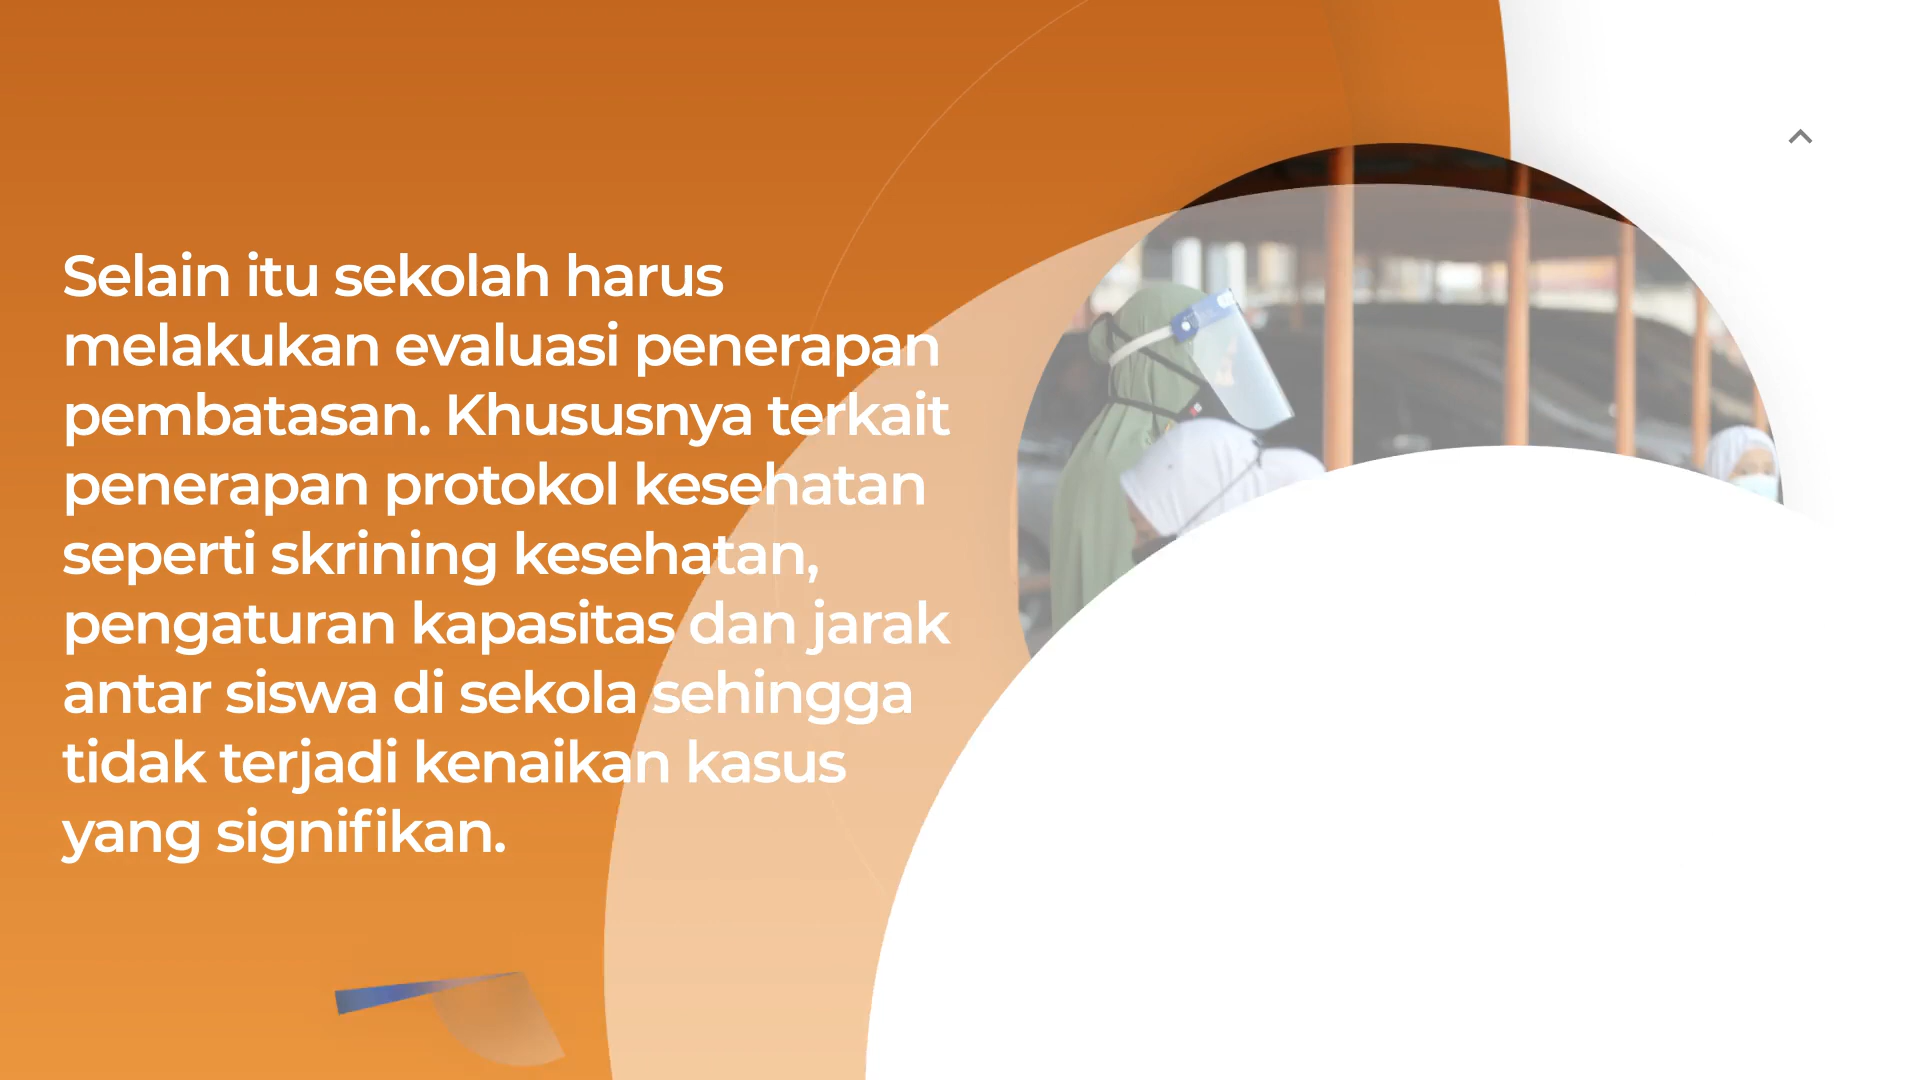 Selain itu sekolah harus
melakukan evaluasi penerapan
pembatasan. Khususnya terkait
penerapan protokol kesehatan
seperti skrining kesehatan,
pengaturan kapasitas dan jarak
antar siswa di sekola sehingga
tidak terjadi kenaikan kasus
yang signifikan.